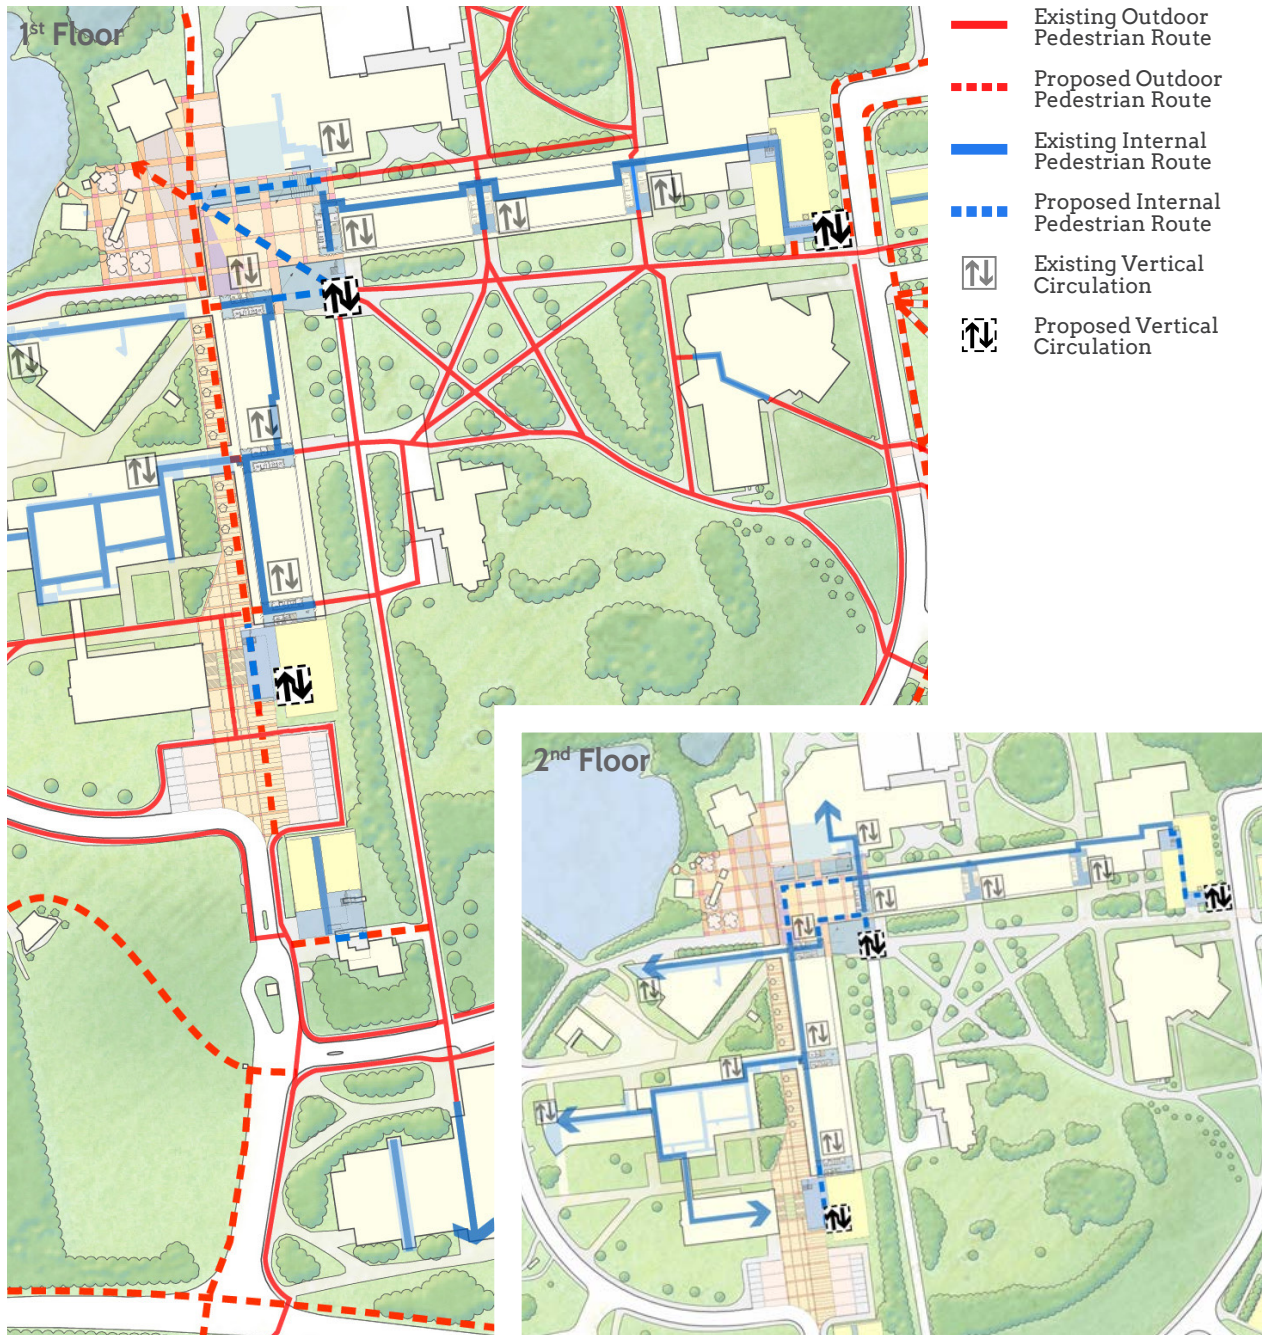 1st Floor
Existing Outdoor
Pedestrian Route
Proposed Outdoor
Pedestrian Route
Existing Internal
Pedestrian Route
Proposed Internal
Pedestrian Route
Existing Vertical
Circulation
Proposed Vertical
Circulation
2nd Floor